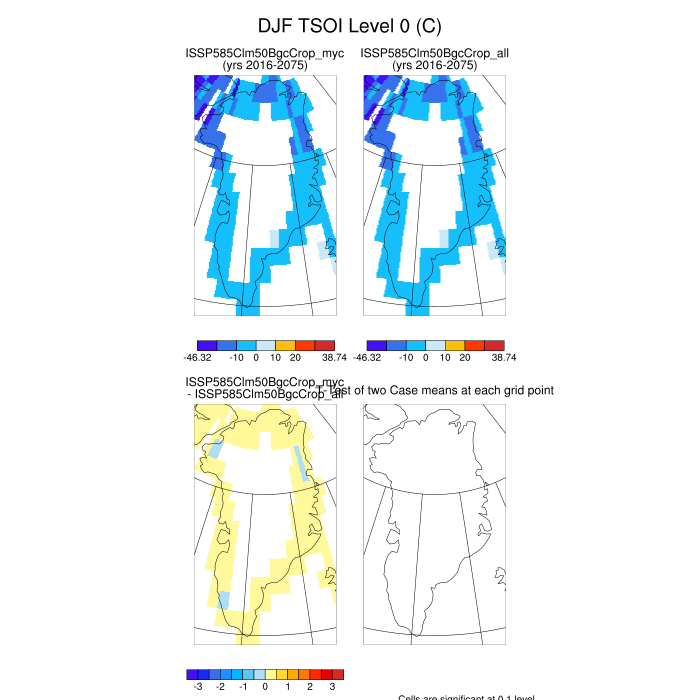 DJF TSOI Level 0 (C)
ISSP585Clm50BgcCrop_myc
(yrs 2016-2075)
ISSP585Clm50BgcCrop_all
(yrs 2016-2075)
-46.32 -10 0 10 20 38.74
-46.32 -10 0 10 20 38.74
ISSP585Clm50BgcCrop_myc
- ISSP585Clm50BgcCrop_all
T-Test of two Case means at each grid point
-3 -2 -1 0 1 2 3
Cells are significant at 0.1 level